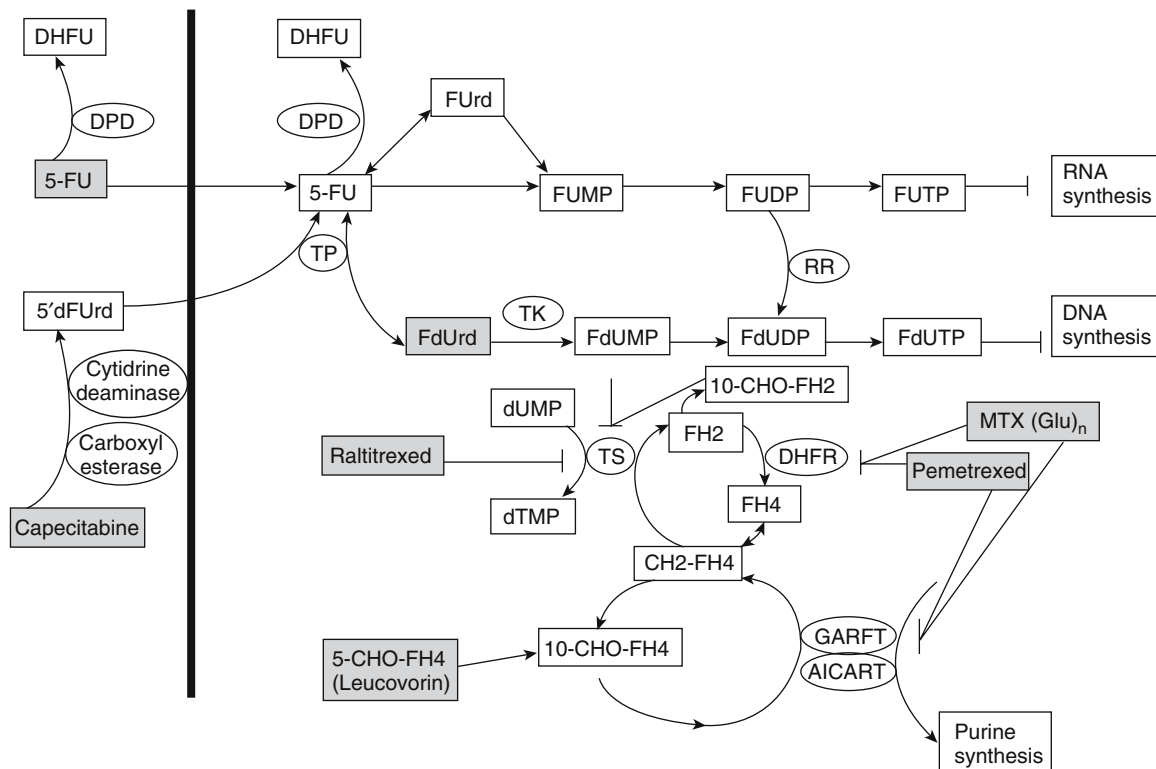 DHFU
DHFU
FUrd
DPD
DPD
5-FU
5-FU
FUMP
FUDP
FUTP
RNA
synthesis
TP
RR
5′dFUrd
TK
DNA
synthesis
FdUrd
FdUMP
FdUDP
FdUTP
Cytidrine
deaminase
10-CHO-FH2
dUMP
MTX (Glu)n
FH2
Carboxyl
esterase
Raltitrexed
TS
DHFR
Pemetrexed
FH4
dTMP
Capecitabine
CH2-FH4
GARFT
10-CHO-FH4
5-CHO-FH4
(Leucovorin)
AICART
Purine
synthesis